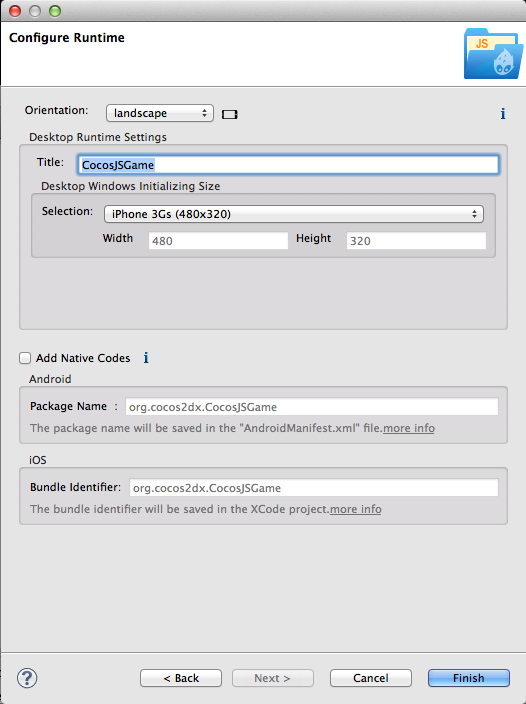 Configure Runtime
JS
Orientation: landscape i
Desktop Runtime Settings
Title: CocosJSGame
Desktop Windows Initializing Size
Selection: iPhone 3Gs (480x320)
Width 480 Height 320
Add Native Codes i
Android
Package Name : org.cocos2dx.CocosJSGame
The package name will be saved in the "AndroidManifest.xml" file.more info
iOS
Bundle Identifier: org.cocos2dx.CocosJSGame
The bundle identifier will be saved in the XCode project.more info
? < Back Next > Cancel Finish